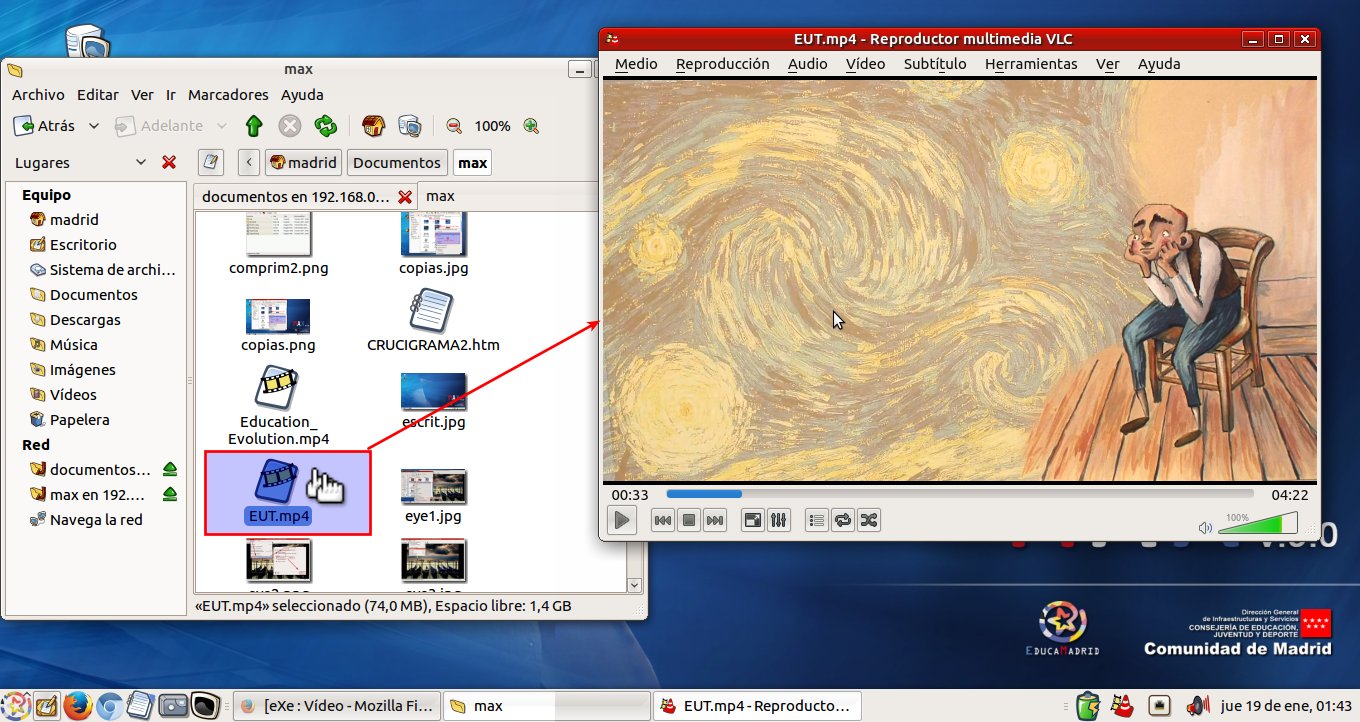 max
Archivo Editar Ver Ir Marcadores Ayuda
Atrás Adelante 100%
Lugares madrid Documentos max
Equipo
madrid
Escritorio
Sistema de archi...
Documentos
Descargas
Música
Imágenes
Vídeos
Papelera
Red
documentos...
max en 192....
Navega la red
documentos en 192.168.0... max
comprim2.png copias.jpg
copias.png CRUCIGRAMA2.htm
Education_
Evolution.mp4 escrit.jpg
EUT.mp4 eye1.jpg
«EUT.mp4» seleccionado (74,0 MB), Espacio libre: 1,4 GB
EUT.mp4 - Reproductor multimedia VLC
Medio Reproducción Audio Vídeo Subtítulo Herramientas Ver Ayuda
00:33 04:22
100%
EDUCAMADRID
Dirección General
de Infraestructuras y Servicios
CONSEJERÍA DE EDUCACIÓN,
JUVENTUD Y DEPORTE
Comunidad de Madrid
[eXe : Vídeo - Mozilla Fi... max EUT.mp4 - Reproducto... jue 19 de ene, 01:43